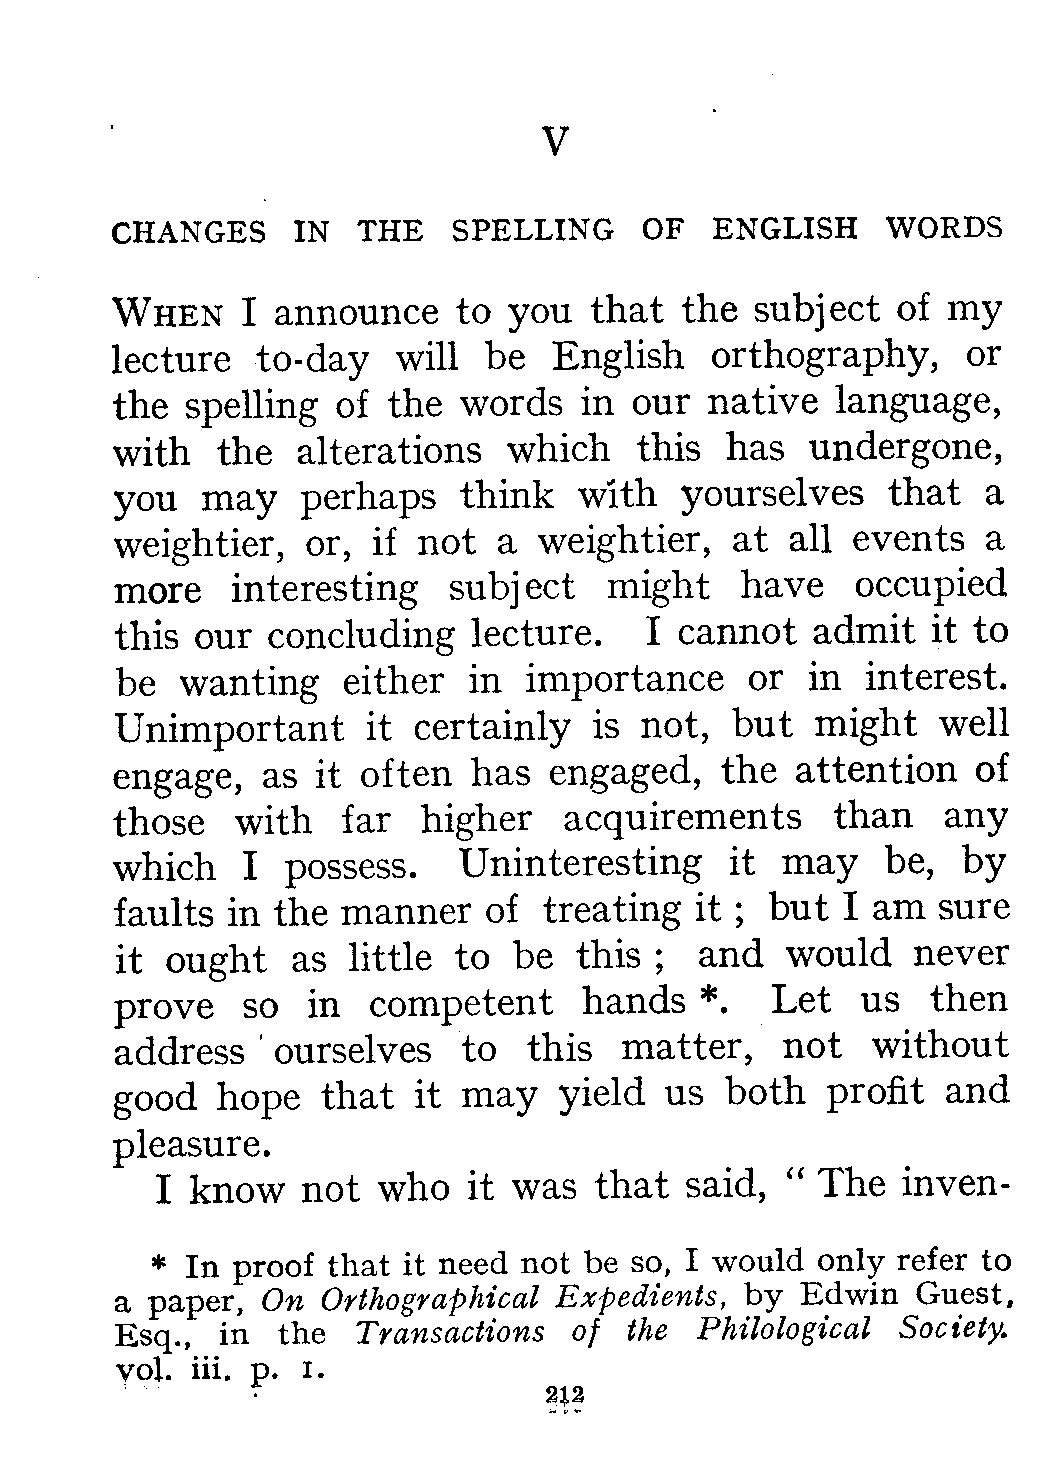 V
CHANGES IN THE SPELLING OF ENGLISH WORDS
WHEN I announce to you that the subject of my
lecture to-day will be English orthography, or
the spelling of the words in our native language,
with the alterations which this has undergone,
you may perhaps think with yourselves that a
weightier, or, if not a weightier, at all events a
more interesting subject might have occupied
this our concluding lecture. I cannot admit it to
be wanting either in importance or in interest.
Unimportant it certainly is not, but might well
engage, as it often has engaged, the attention of
those with far higher acquirements than any
which I possess. Uninteresting it may be, by
faults in the manner of treating it ; but I am sure
it ought as little to be this ; and would never
prove so in competent hands *. Let us then
address ourselves to this matter, not without
good hope that it may yield us both profit and
pleasure.
I know not who it was that said, “ The inven-
* In proof that it need not be so, I would only refer to
a paper, On Orthographical Expedients, by Edwin Guest,
Esq., in the Transactions of the Philological Society.
vol. iii. p. 1.
212